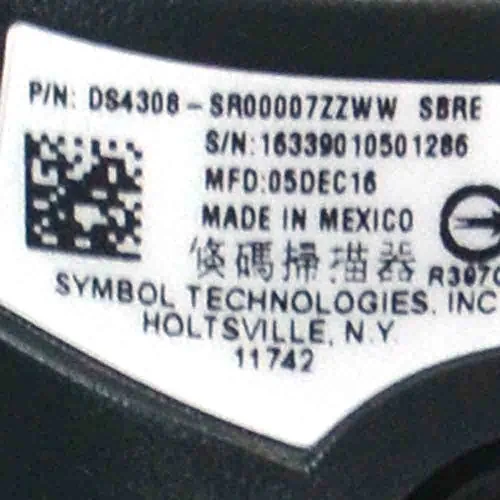 P/N: DS4308-SR00007ZZWW SBRE
S/N:16339010501286
MFD:05DEC16
MADE IN MEXICO
條碼掃描器 R3970
SYMBOL TECHNOLOGIES, INC
HOLTSVILLE, N.Y.
11742